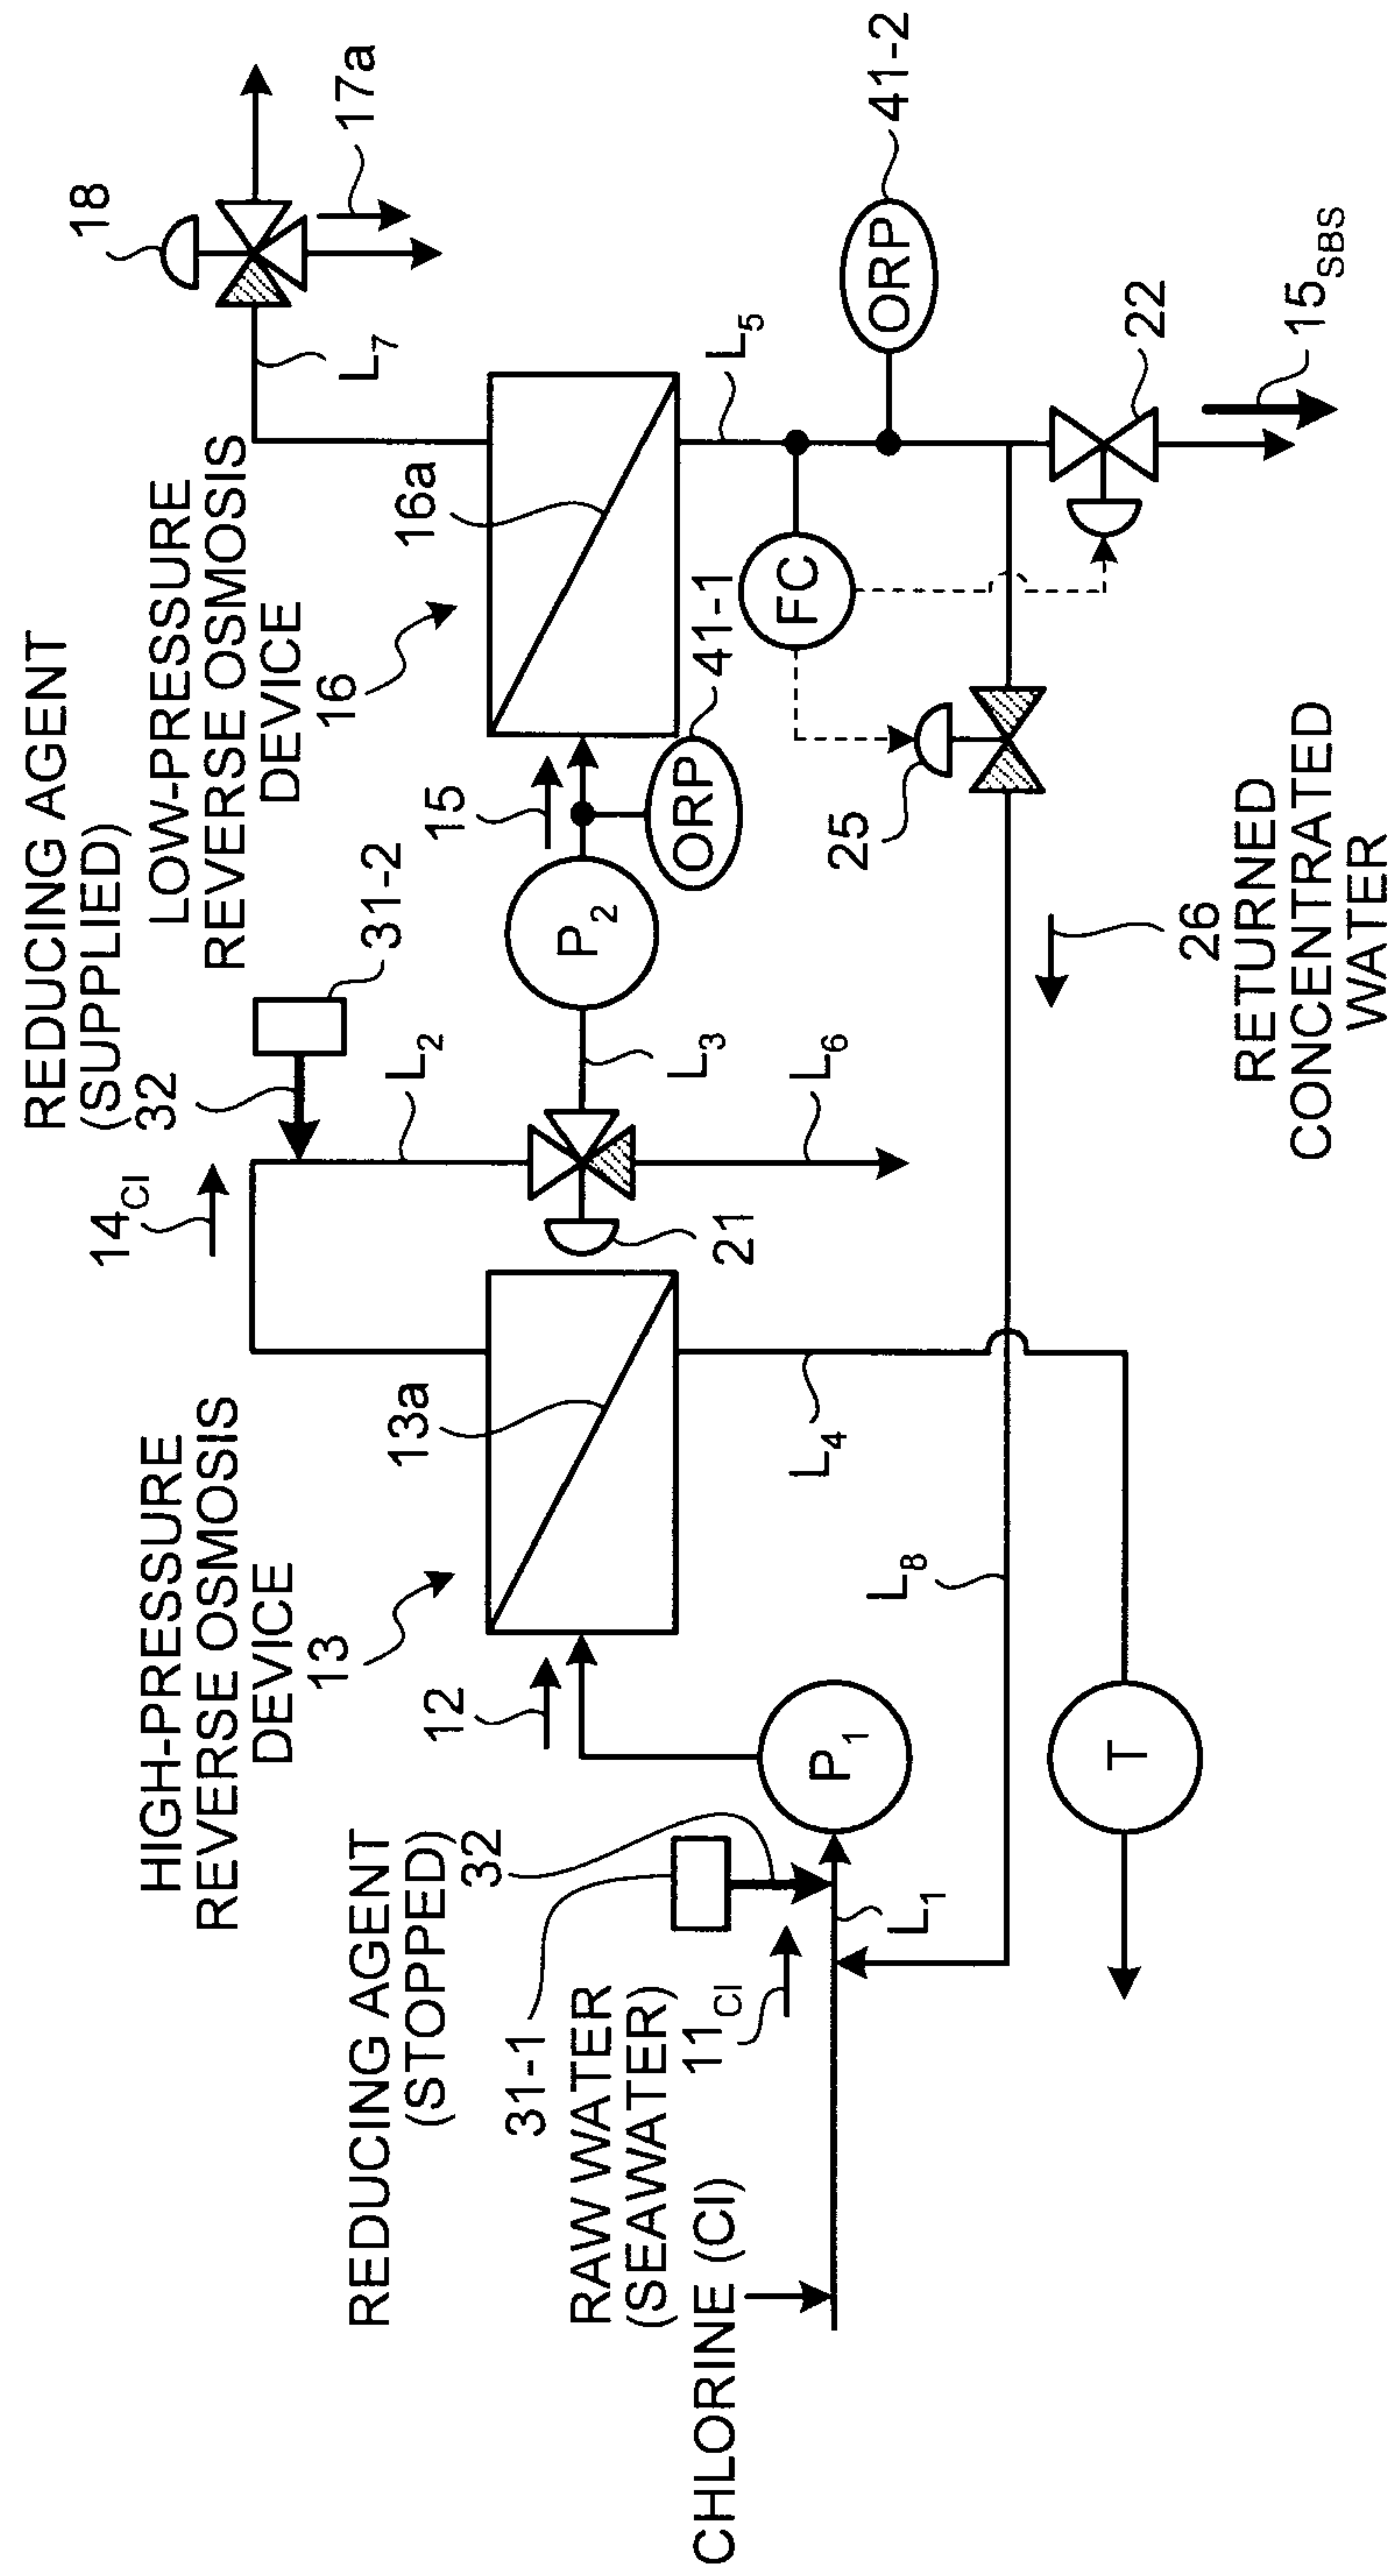 REDUCING AGENT
(SUPPLIED)
32
31-2
14Cl
L2
HIGH-PRESSURE
REVERSE OSMOSIS
DEVICE
13
13a
12
LOW-PRESSURE
REVERSE OSMOSIS
DEVICE
16
16a
15
18
17a
L7
P2
L3
21
L6
ORP
41-1
L5
FC
ORP
41-2
22
15SBS
25
26
RETURNED
CONCENTRATED
WATER
REDUCING AGENT
(STOPPED)
32
31-1
RAW WATER
(SEAWATER)
11Cl
CHLORINE (Cl)
L1
P1
L4
L8
T